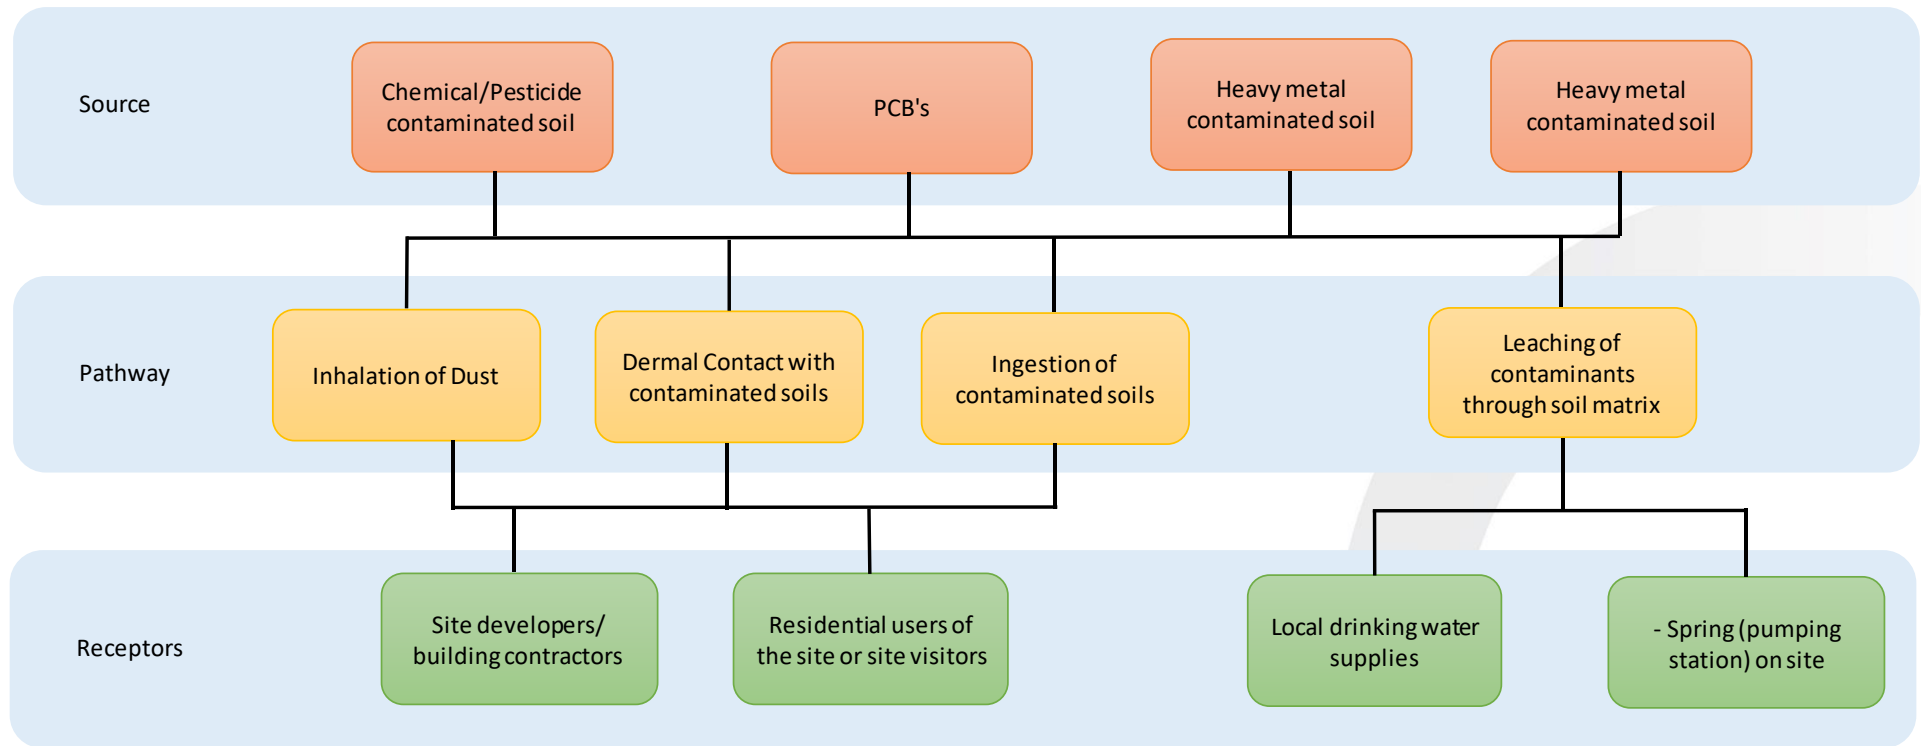 Source
Chemical/Pesticide
contaminated soil
PCB's
Heavy metal
contaminated soil
Heavy metal
contaminated soil
Pathway
Inhalation of Dust
Dermal Contact with
contaminated soils
Ingestion of
contaminated soils
Leaching of
contaminants
through soil matrix
Receptors
Site developers/
building contractors
Residential users of
the site or site visitors
Local drinking water
supplies
- Spring (pumping
station) on site